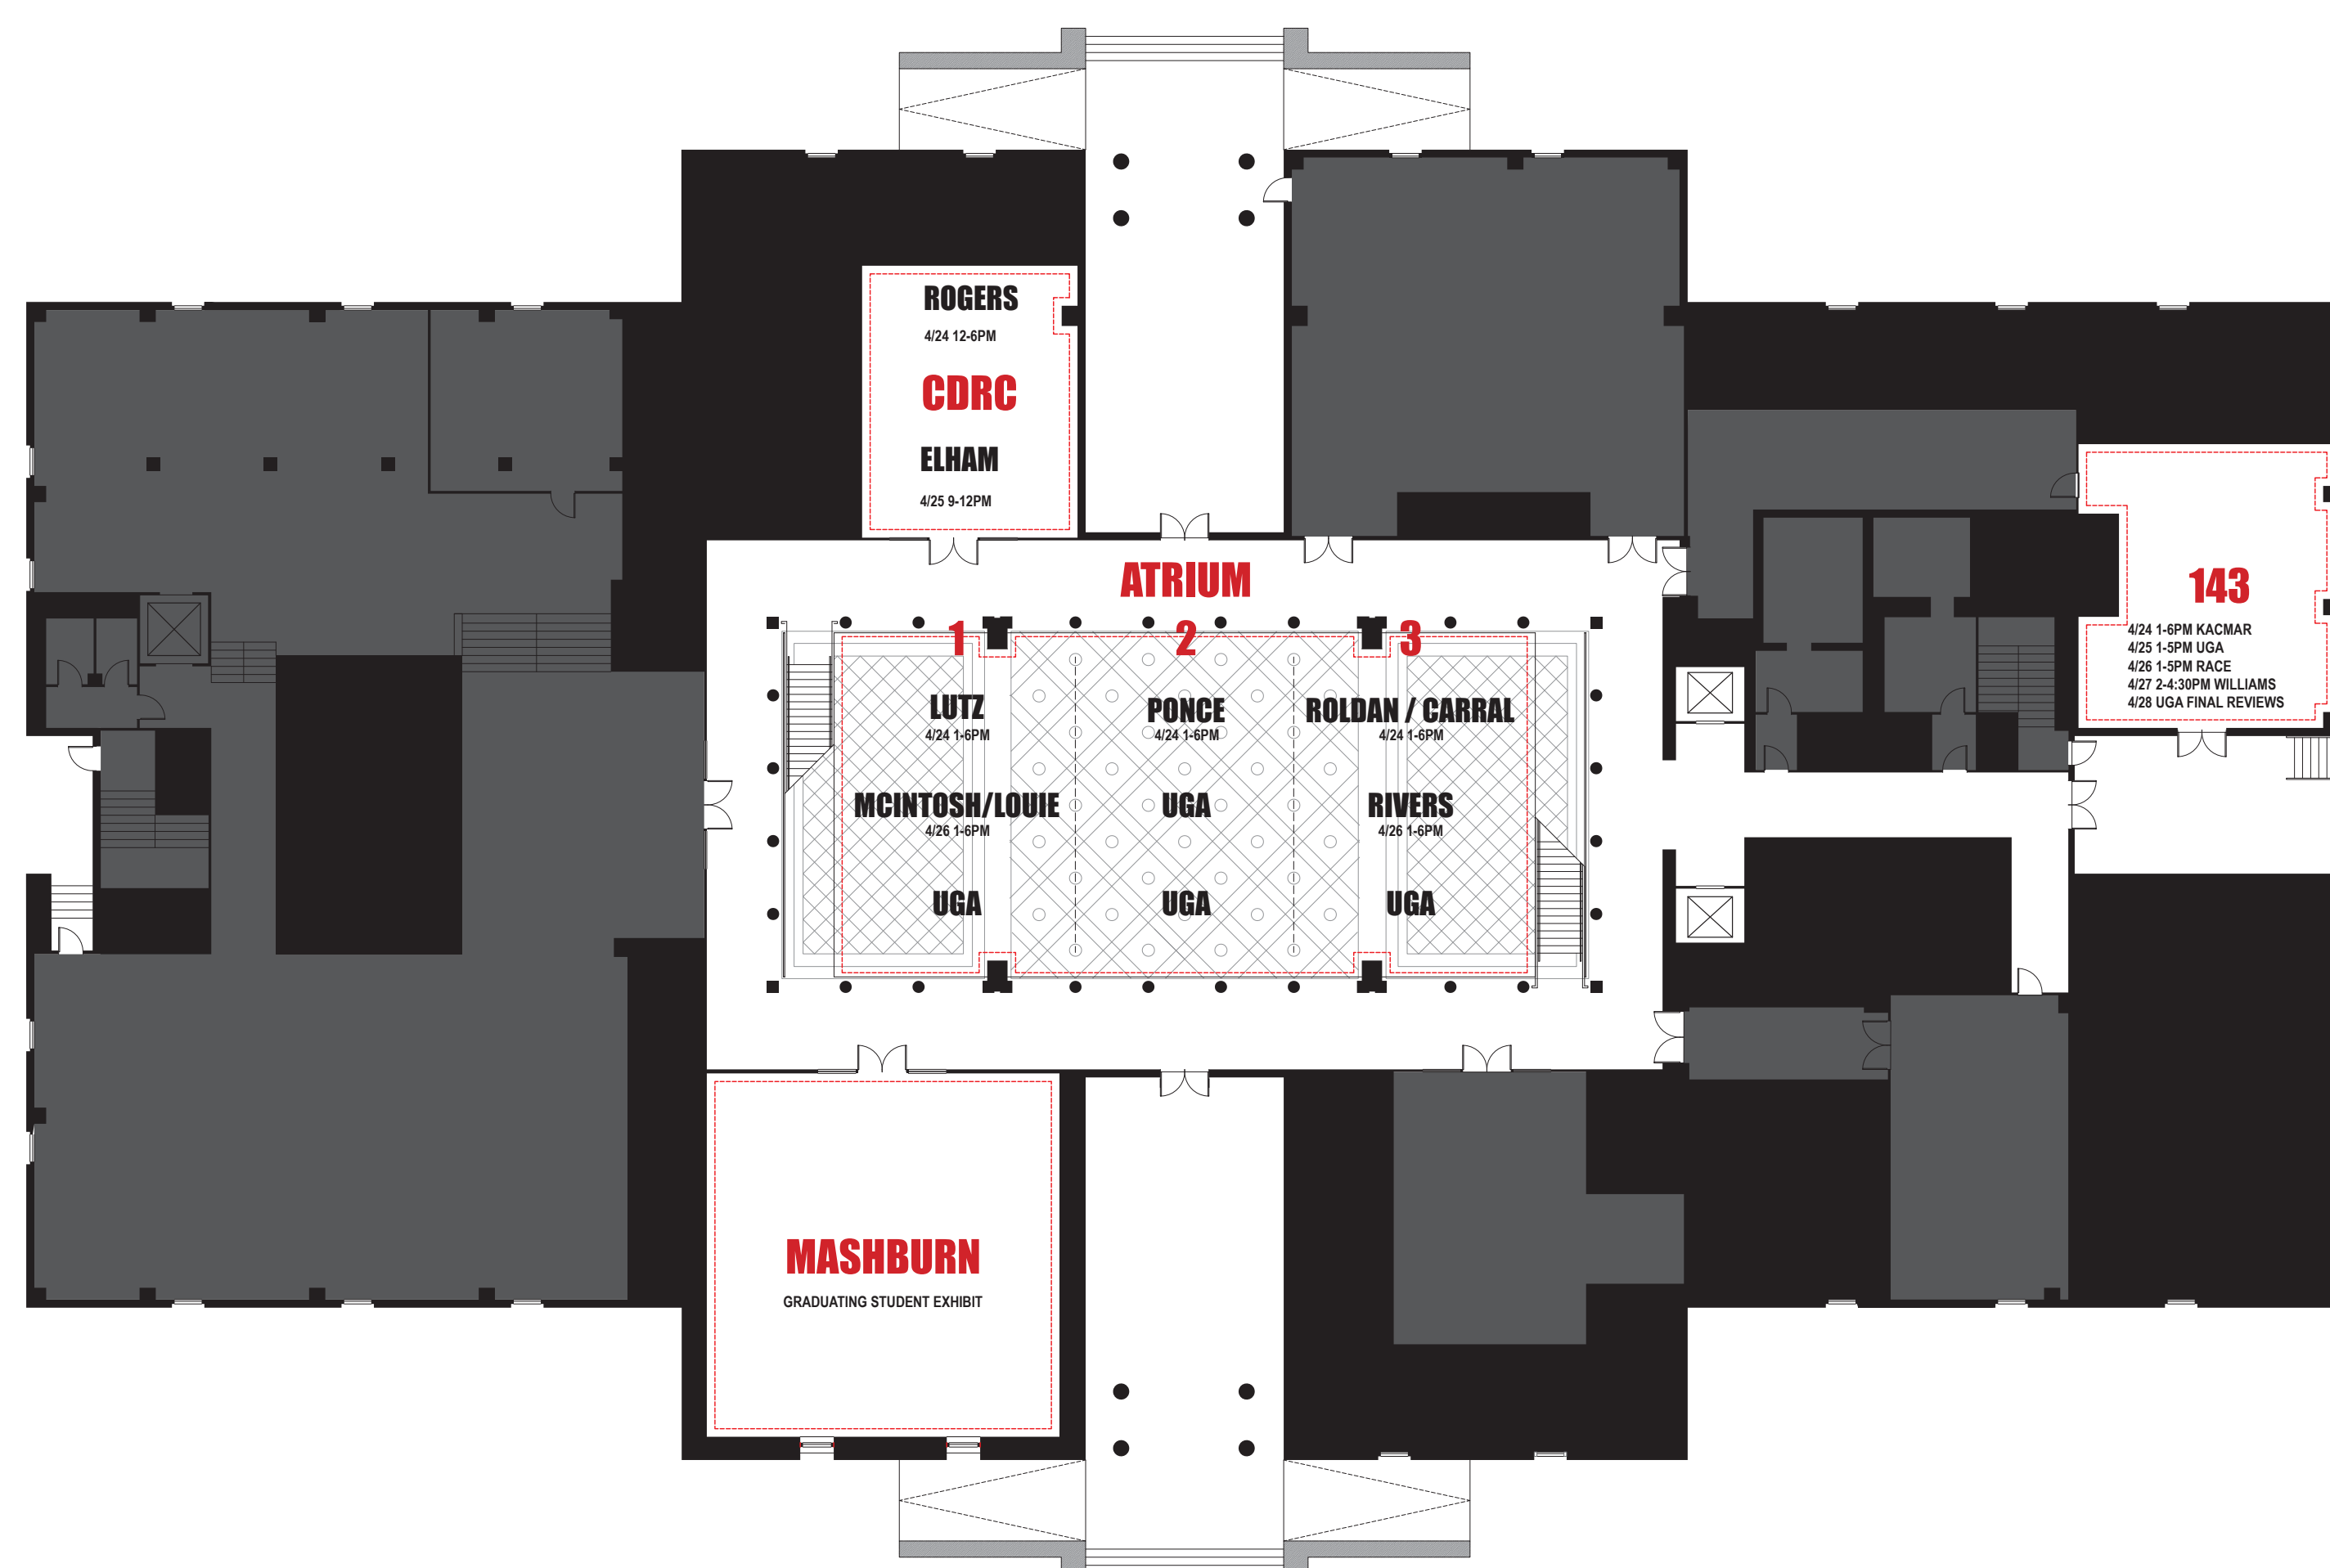 ROGERS
4/24 12-6PM
CDRC
ELHAM
4/25 9-12PM
ATRIUM
1
2
3
LUTZ
4/24 1-6PM
PONCE
4/24 1-6PM
ROLDAN / CARRAL
4/24 1-6PM
MCINTOSH/LOUIE
4/26 1-6PM
UGA
RIVERS
4/26 1-6PM
UGA
UGA
UGA
143
4/24 1-6PM KACMAR
4/25 1-5PM UGA
4/26 1-5PM RACE
4/27 2-4:30PM WILLIAMS
4/28 UGA FINAL REVIEWS
MASHBURN
GRADUATING STUDENT EXHIBIT